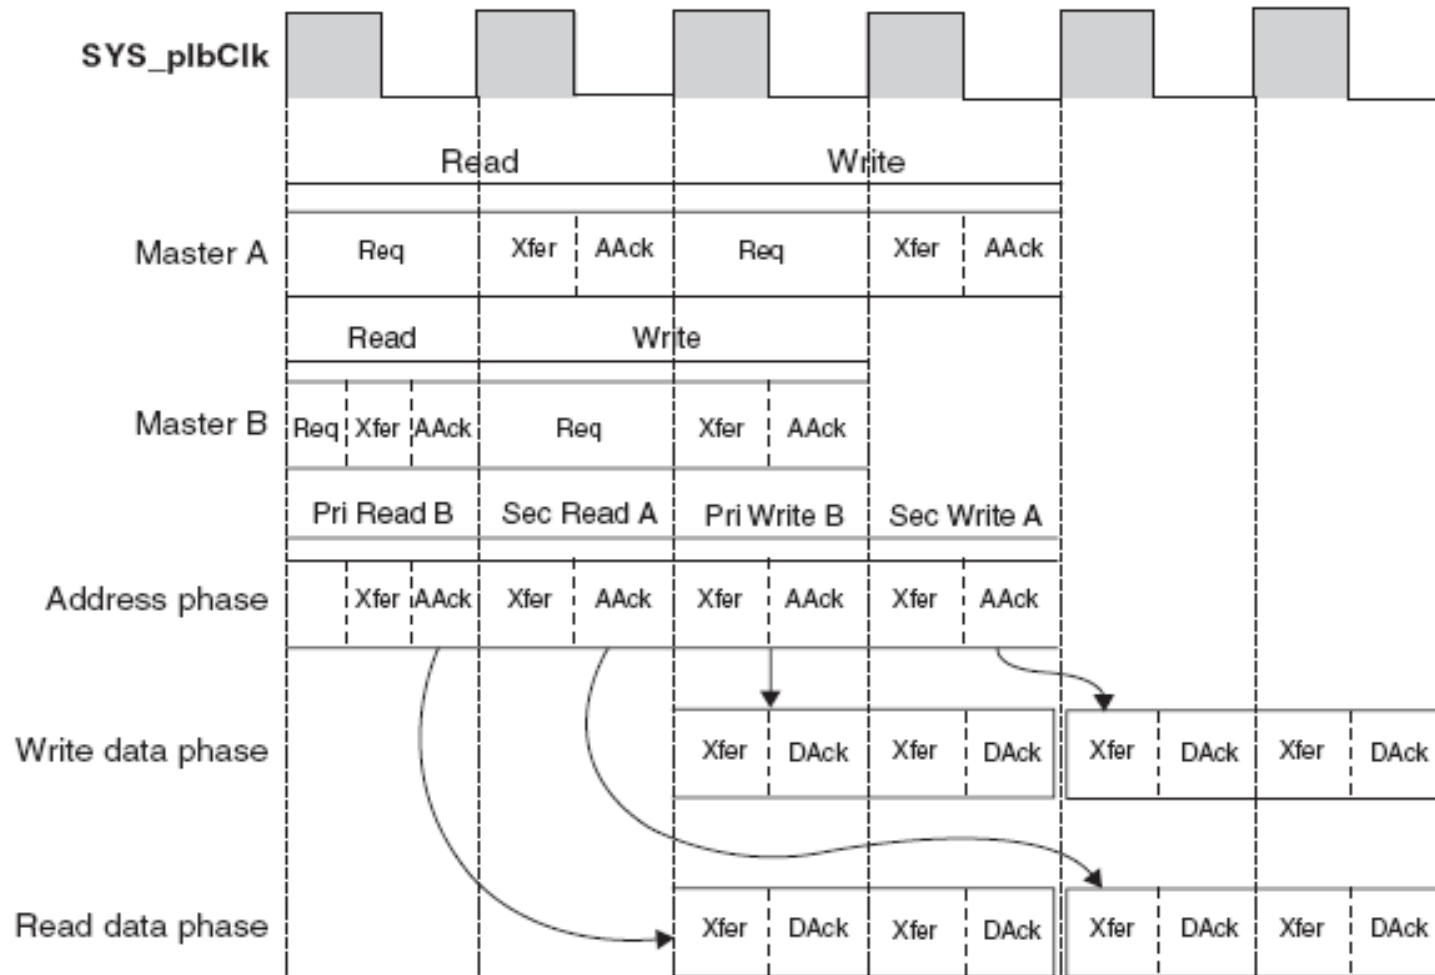 SYS_plbClk
Read Write
Master A Req Xfer AAck Req Xfer AAck
Read Write
Master B Req Xfer AAck Req Xfer AAck
Pri Read B Sec Read A Pri Write B Sec Write A
Address phase Xfer AAck Xfer AAck Xfer AAck Xfer AAck
Write data phase Xfer DAck Xfer DAck Xfer DAck Xfer DAck
Read data phase Xfer DAck Xfer DAck Xfer DAck Xfer DAck